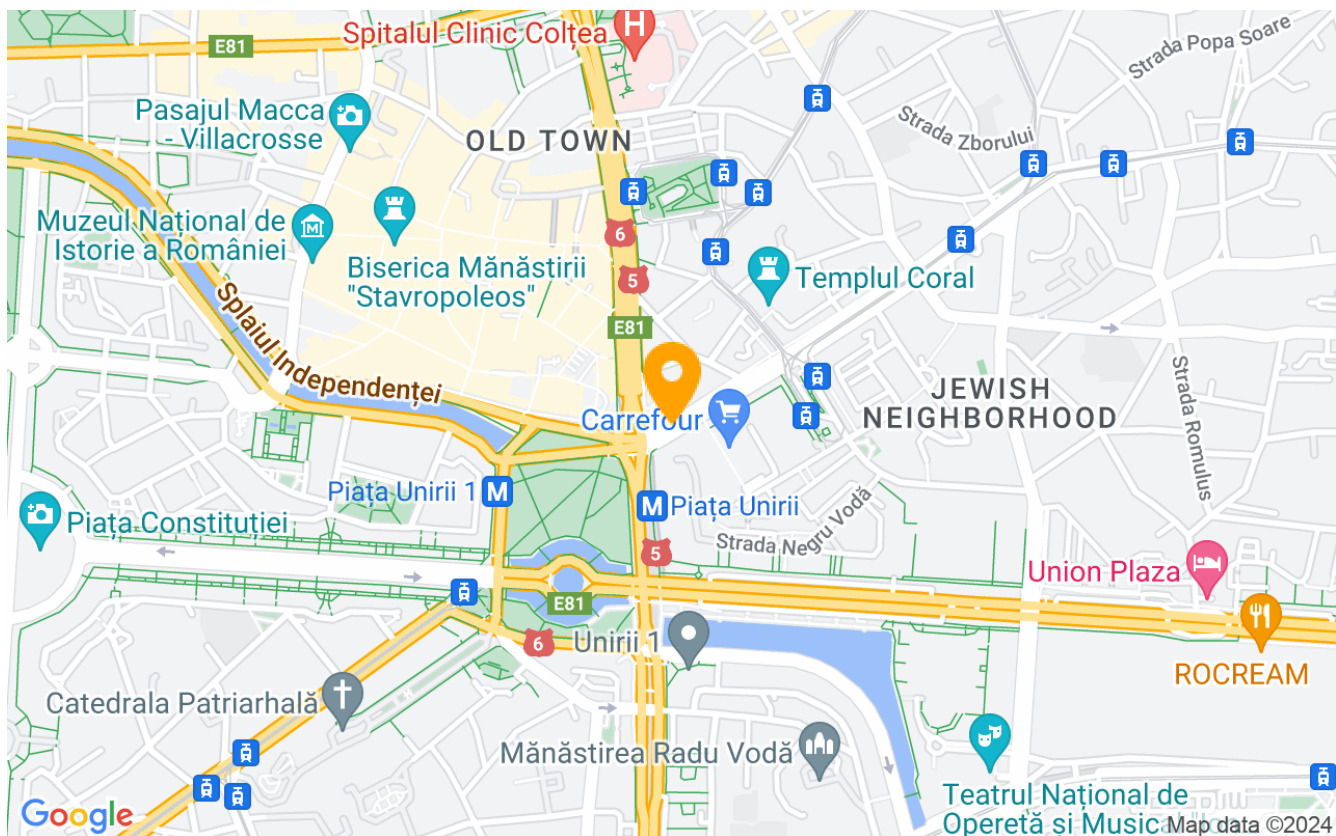 Spitalul Clinic Colțea
H
E81
Strada Popa Soare
Pasajul Macca
- Villacrosse
OLD TOWN
Strada Zborului
Muzeul Național de
Istorie a României
M
6
Biserica Mănăstirii
"Stavropoleos"
5
Templul Coral
E81
Splaiul Independenței
JEWISH
NEIGHBORHOOD
Strada Romulus
Carrefour
Piața Unirii 1
M
M
Piața Unirii
Piața Constituției
Strada Negru Vodă
5
Union Plaza
E81
6
Unirii 1
ROCREAM
Catedrala Patriarhală
Mănăstirea Radu Vodă
Teatrul Național de
Operetă și Musical
Google
Map data ©2024